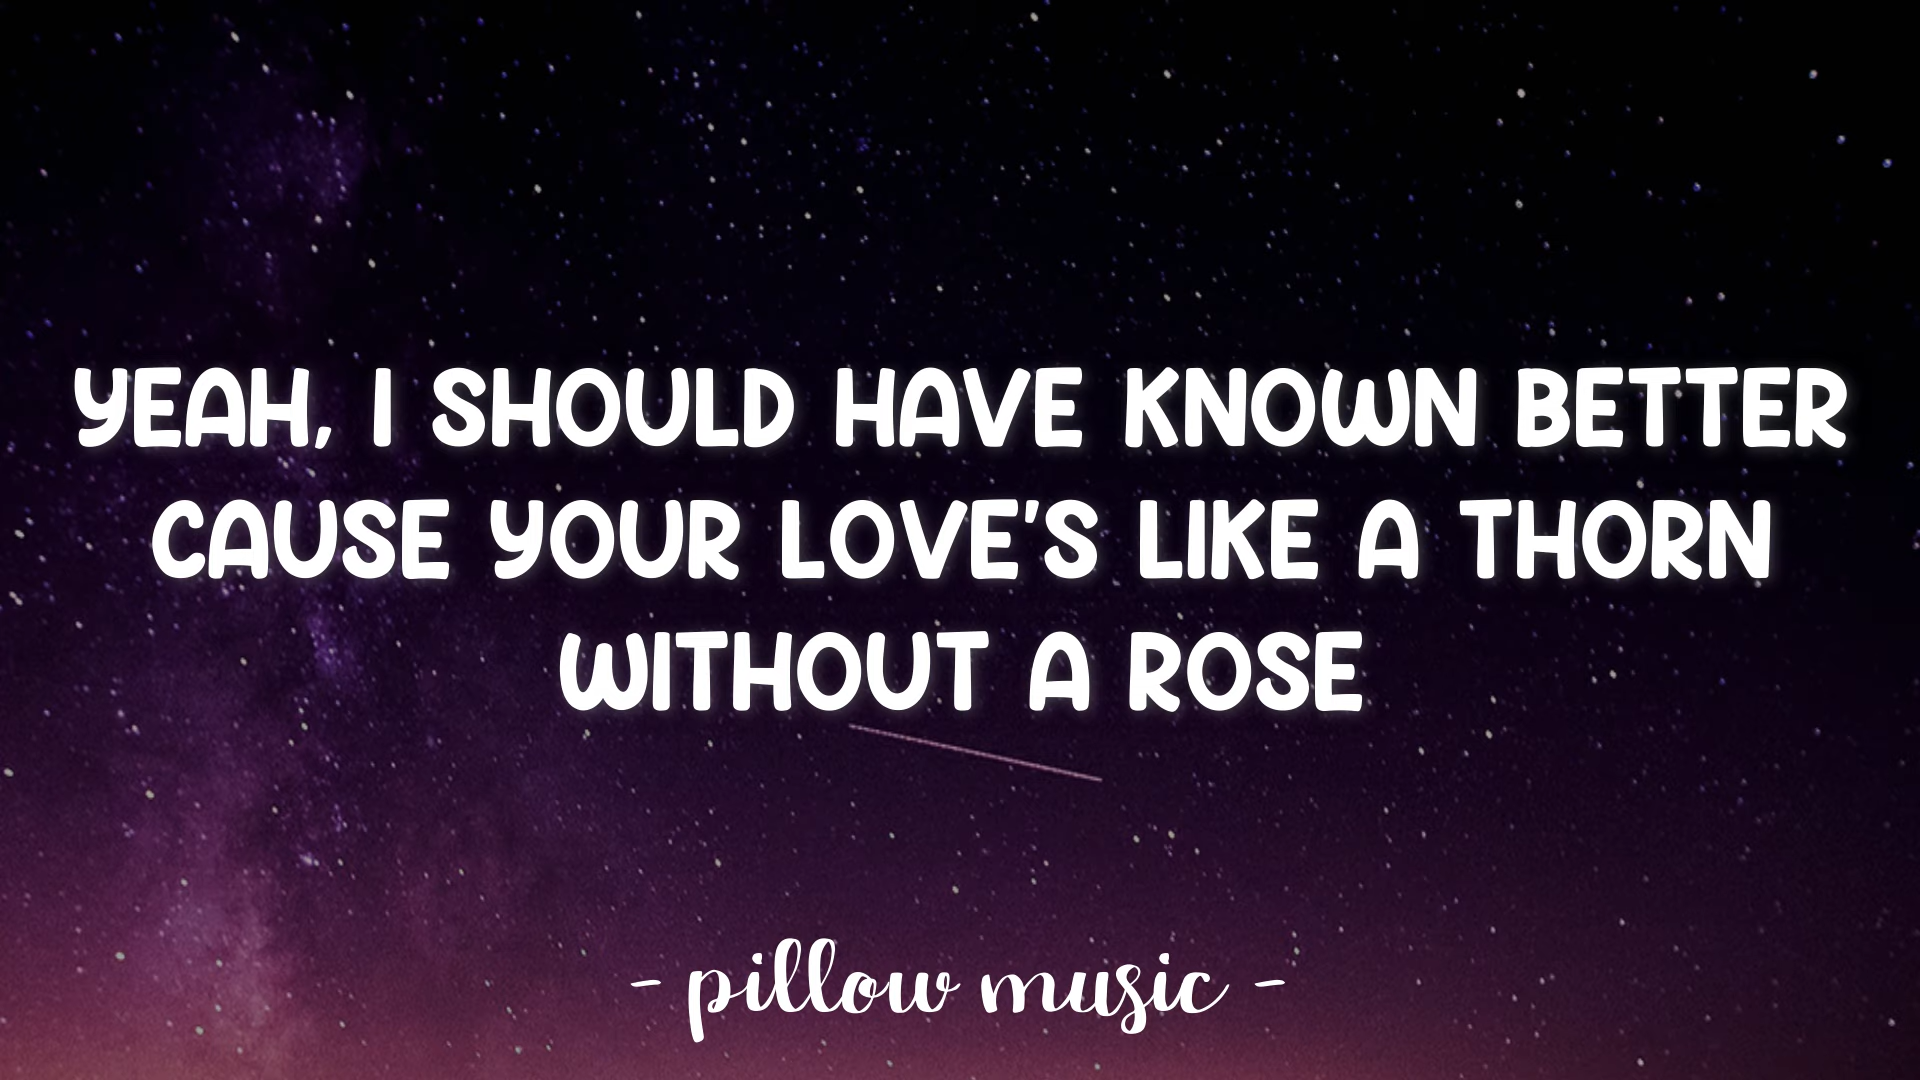 YEAH, I SHOULD HAVE KNOWN BETTER
CAUSE YOUR LOVE'S LIKE A THORN
WITHOUT A ROSE
- pillow music -